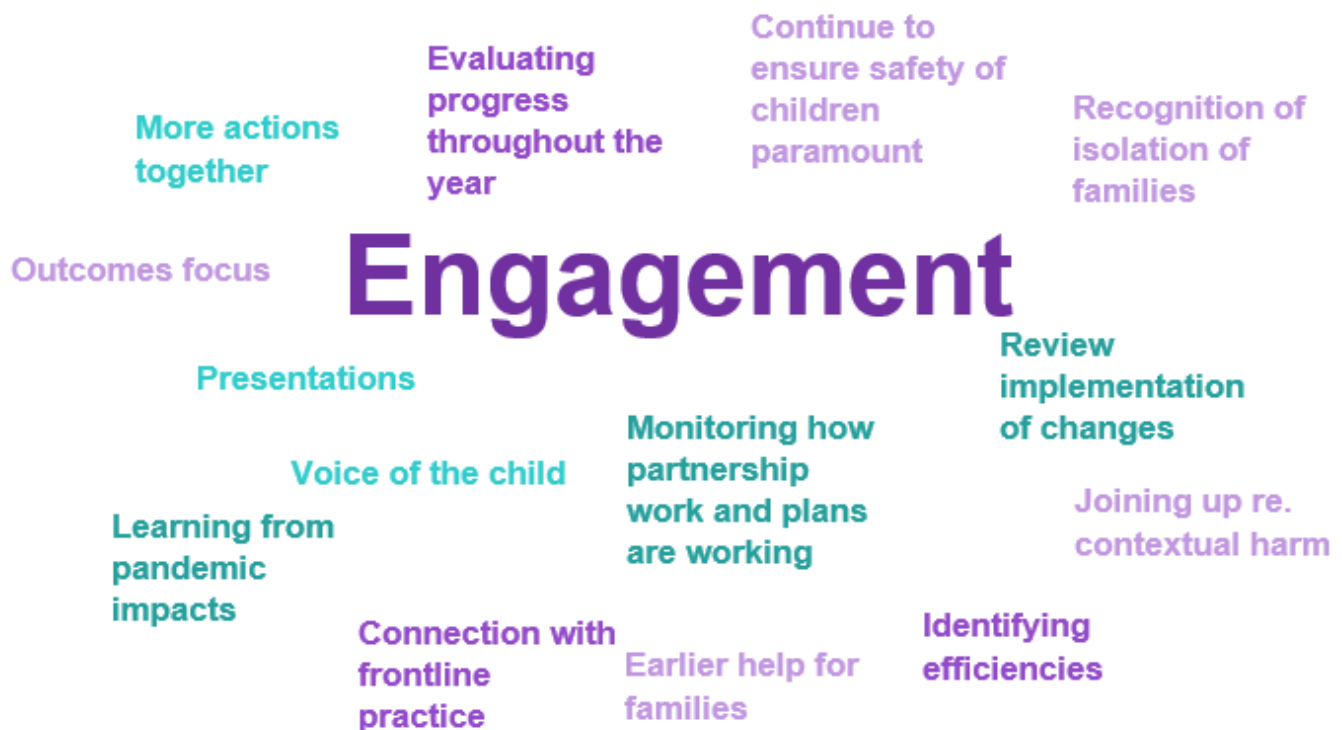 Continue to
ensure safety of
children
paramount
Evaluating
progress
throughout the
year
Recognition of
isolation of
families
More actions
together
Outcomes focus
Engagement
Review
implementation
of changes
Presentations
Monitoring how
partnership
work and plans
are working
Voice of the child
Joining up re.
contextual harm
Learning from
pandemic
impacts
Connection with
frontline
practice
Earlier help for
families
Identifying
efficiencies